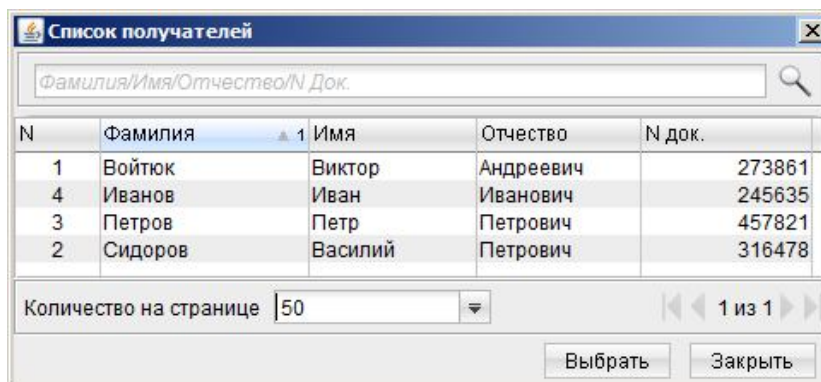 Список получателей
Фамилия/Имя/Отчество/N Док.
N Фамилия 1 Имя Отчество N док.
1 Войтюк Виктор Андреевич 273861
4 Иванов Иван Иванович 245635
3 Петров Петр Петрович 457821
2 Сидоров Василий Петрович 316478
Количество на странице 50 1 из 1
Выбрать Закрыть